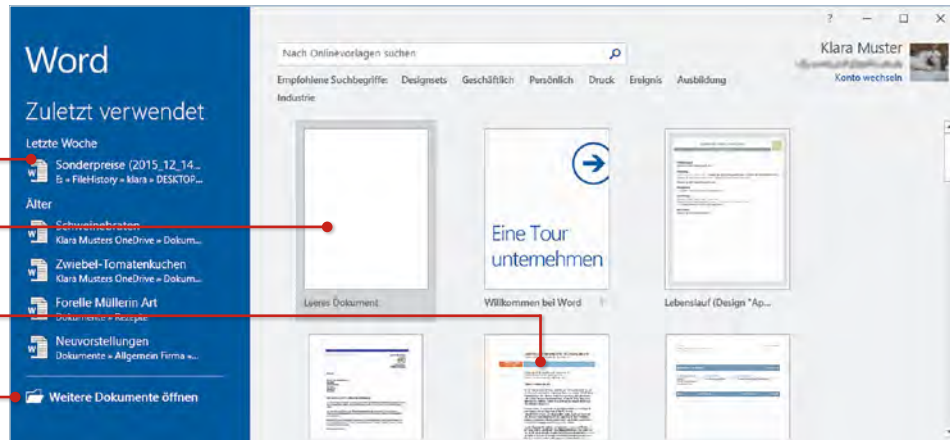 Word
Zuletzt verwendet
Letzte Woche
Sonderpreise (2015_12_14...
E: » FileHistory » klara » DESKTOP...
Älter
Schweinebraten
Klara Musters OneDrive » Dokum...
Zwiebel-Tomatenkuchen
Klara Musters OneDrive » Dokum...
Forelle Müllerin Art
Dokumente » Rezepte
Neuvorstellungen
Dokumente » Allgemein Firma »...
Weitere Dokumente öffnen
? – □ X
Nach Onlinevorlagen suchen
Klara Muster
Konto wechseln
Empfohlene Suchbegriffe: Designsets Geschäftlich Persönlich Druck Ereignis Ausbildung
Industrie
Eine Tour
unternehmen
Leeres Dokument
Willkommen bei Word
Lebenslauf (Design "Ap...